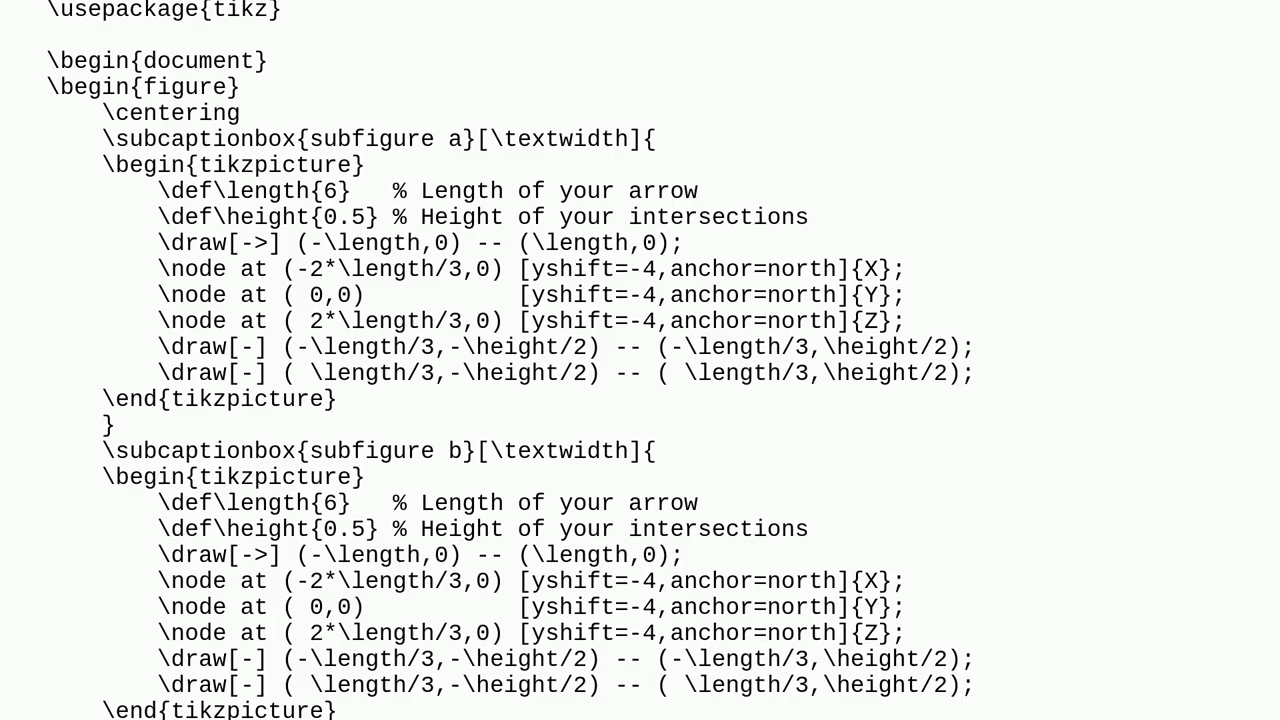 \usepackage{tikz}

\begin{document}
\begin{figure}
    \centering
    \subcaptionbox{subfigure a}[\textwidth]{
    \begin{tikzpicture}
        \def\length{6}   % Length of your arrow
        \def\height{0.5} % Height of your intersections
        \draw[->] (-\length,0) -- (\length,0);
        \node at (-2*\length/3,0) [yshift=-4,anchor=north]{X};
        \node at ( 0,0)           [yshift=-4,anchor=north]{Y};
        \node at ( 2*\length/3,0) [yshift=-4,anchor=north]{Z};
        \draw[-] (-\length/3,-\height/2) -- (-\length/3,\height/2);
        \draw[-] ( \length/3,-\height/2) -- ( \length/3,\height/2);
    \end{tikzpicture}
    }
    \subcaptionbox{subfigure b}[\textwidth]{
    \begin{tikzpicture}
        \def\length{6}   % Length of your arrow
        \def\height{0.5} % Height of your intersections
        \draw[->] (-\length,0) -- (\length,0);
        \node at (-2*\length/3,0) [yshift=-4,anchor=north]{X};
        \node at ( 0,0)           [yshift=-4,anchor=north]{Y};
        \node at ( 2*\length/3,0) [yshift=-4,anchor=north]{Z};
        \draw[-] (-\length/3,-\height/2) -- (-\length/3,\height/2);
        \draw[-] ( \length/3,-\height/2) -- ( \length/3,\height/2);
    \end{tikzpicture}